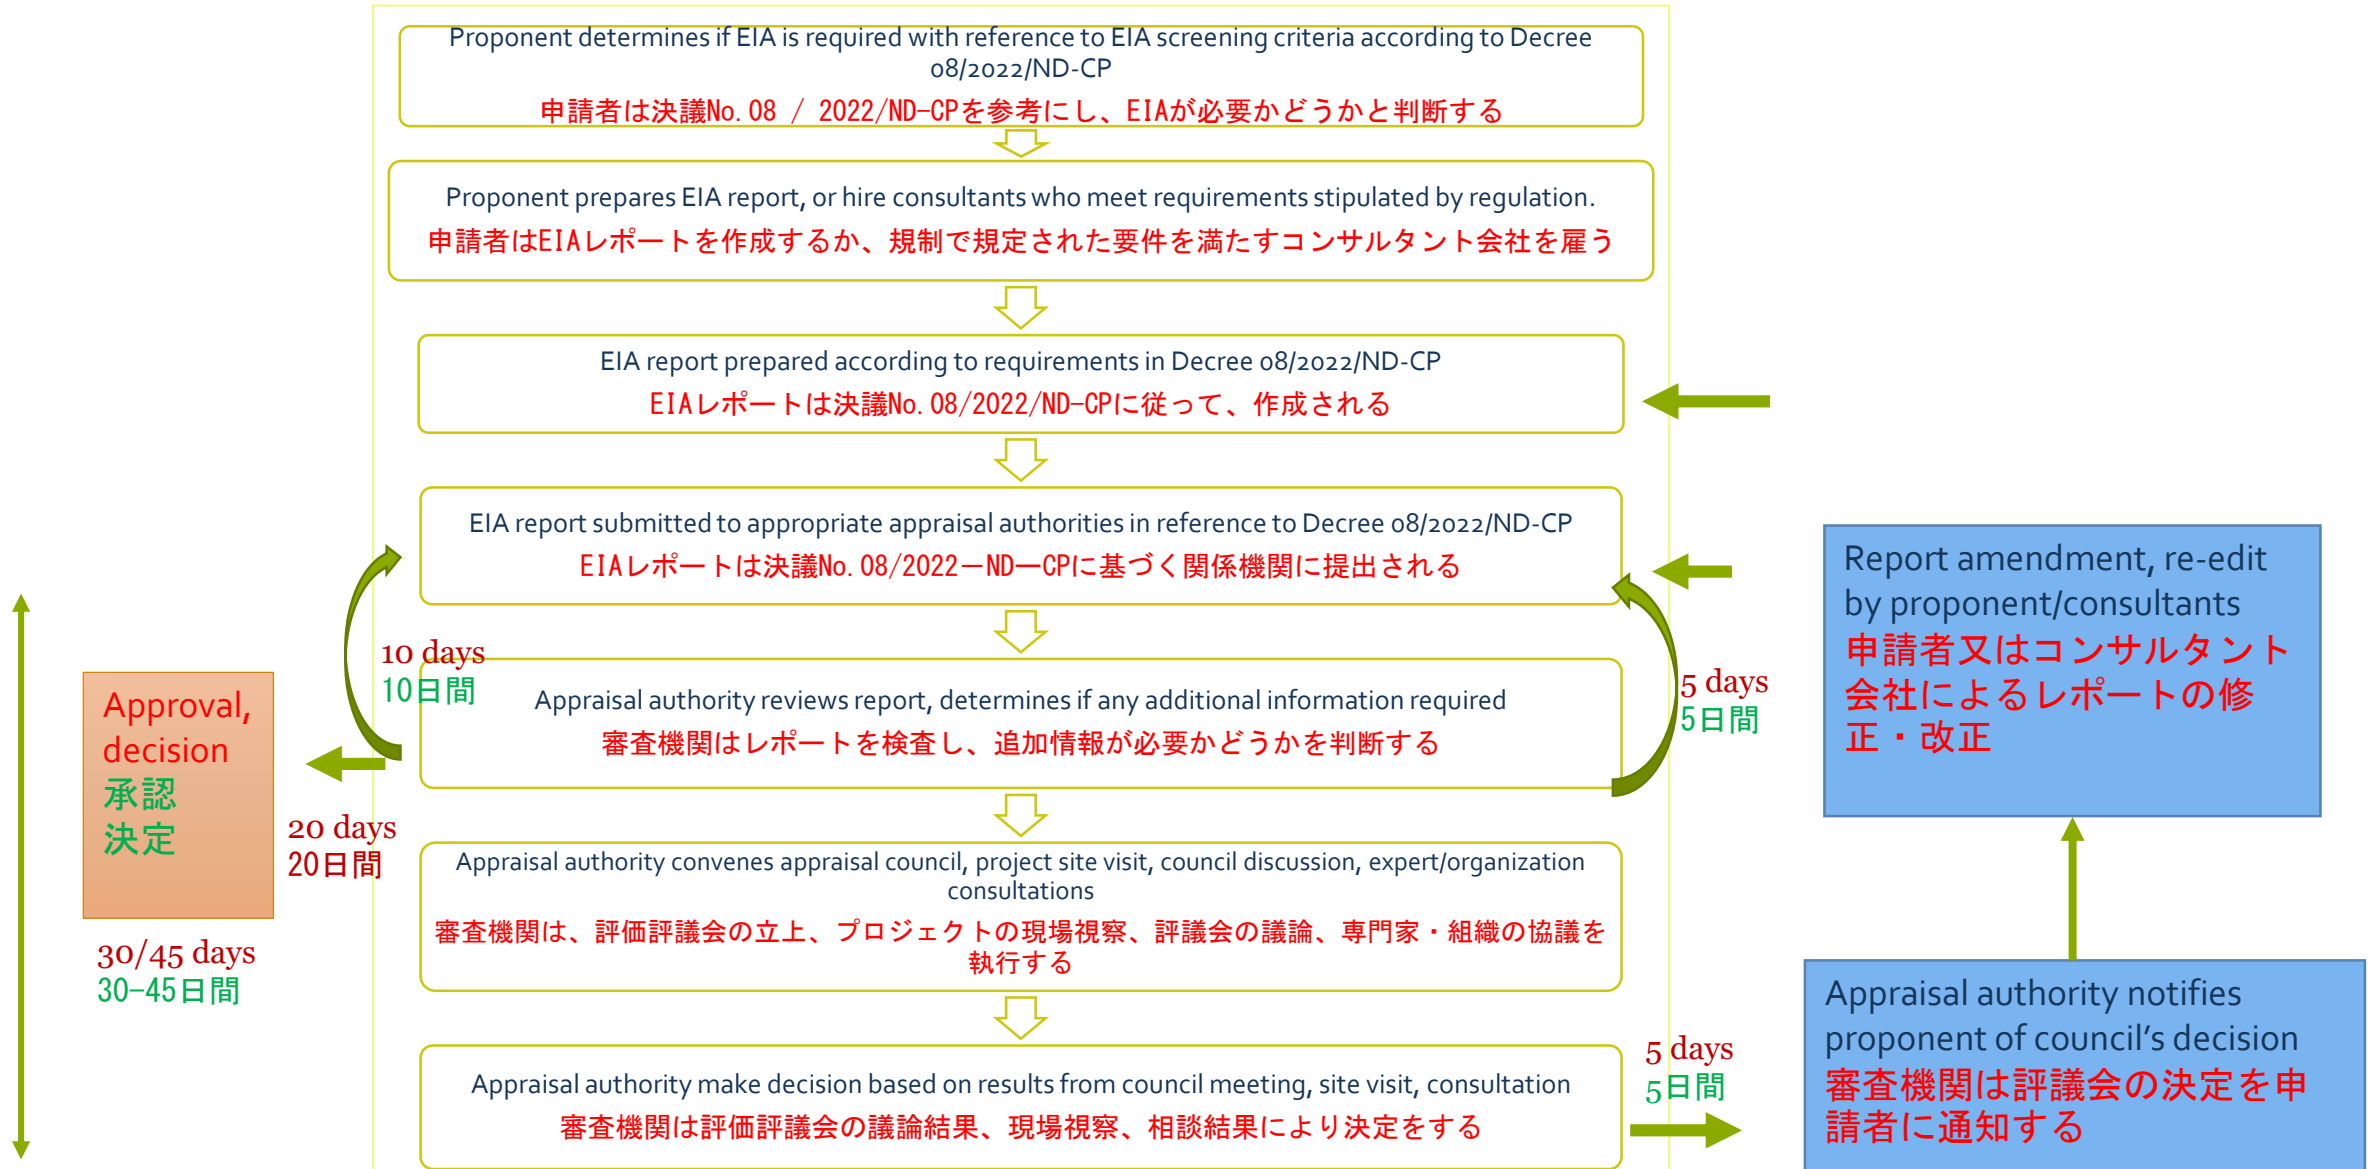 Proponent determines if EIA is required with reference to EIA screening criteria according to Decree
08/2022/ND-CP
申請者は決議No.08 / 2022/ND-CPを参考にし、EIAが必要かどうかと判断する
Proponent prepares EIA report, or hire consultants who meet requirements stipulated by regulation.
申請者はEIAレポートを作成するか、規制で規定された要件を満たすコンサルタント会社を雇う
EIA report prepared according to requirements in Decree 08/2022/ND-CP
EIAレポートは決議No.08/2022/ND-CPに従って、作成される
EIA report submitted to appropriate appraisal authorities in reference to Decree 08/2022/ND-CP
EIAレポートは決議No.08/2022－ND－CPに基づく関係機関に提出される
10 days
10日間
Appraisal authority reviews report, determines if any additional information required
審査機関はレポートを検査し、追加情報が必要かどうかを判断する
5 days
5日間
Approval,
decision
承認
決定
20 days
20日間
30/45 days
30-45日間
Appraisal authority convenes appraisal council, project site visit, council discussion, expert/organization
consultations
審査機関は、評価評議会の立上、プロジェクトの現場視察、評議会の議論、専門家・組織の協議を
執行する
Appraisal authority make decision based on results from council meeting, site visit, consultation
審査機関は評価評議会の議論結果、現場視察、相談結果により決定をする
5 days
5日間
Report amendment, re-edit
by proponent/consultants
申請者又はコンサルタント
会社によるレポートの修
正・改正
Appraisal authority notifies
proponent of council’s decision
審査機関は評議会の決定を申
請者に通知する